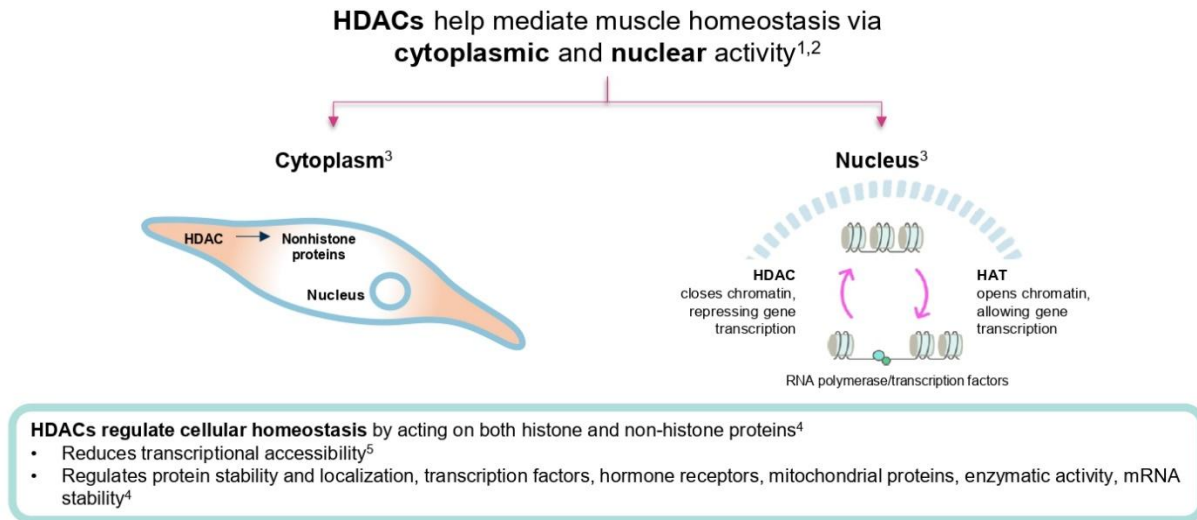 HDACs help mediate muscle homeostasis via
cytoplasmic and nuclear activity1,2
Cytoplasm3
HDAC
Nonhistone
proteins
Nucleus
Nucleus3
HDAC
closes chromatin,
repressing gene
transcription
HAT
opens chromatin,
allowing gene
transcription
RNA polymerase/transcription factors
HDACs regulate cellular homeostasis by acting on both histone and non-histone proteins4
• Reduces transcriptional accessibility5
• Regulates protein stability and localization, transcription factors, hormone receptors, mitochondrial proteins, enzymatic activity, mRNA
stability4